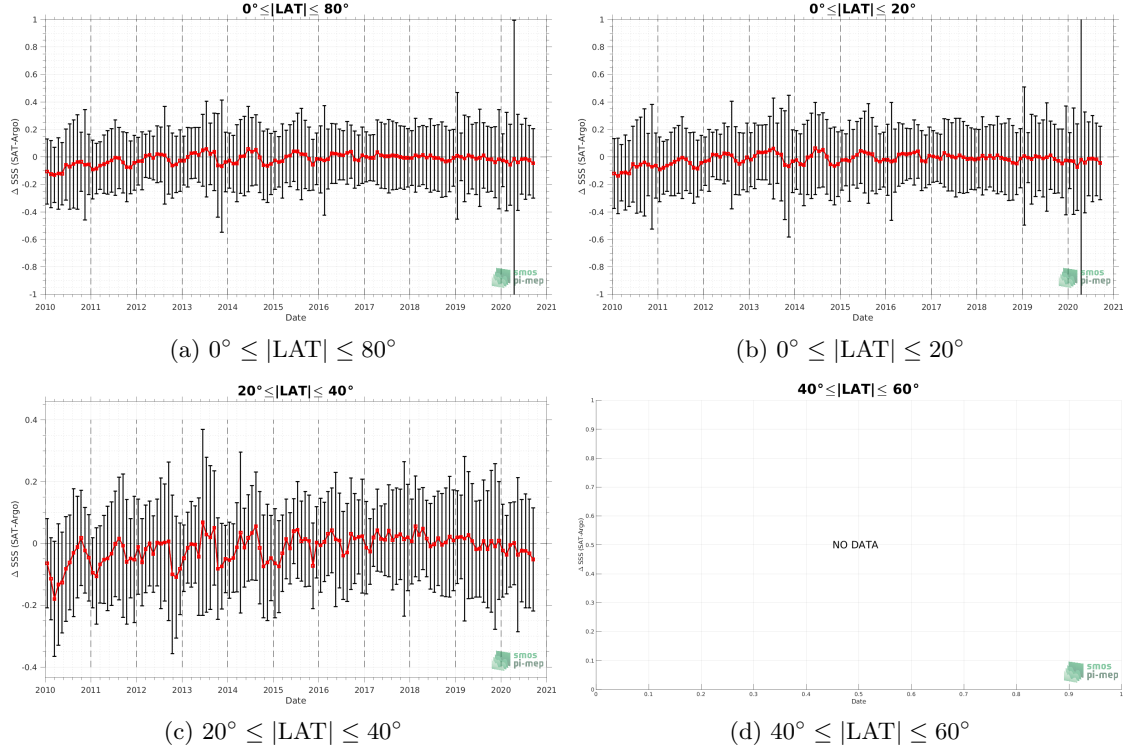 0°≤|LAT|≤ 80°
1
0.8
0.6
0.4
0.2
0
-0.2
-0.4
-0.6
-0.8
-1
Δ SSS (SAT-Argo)
2010 2011 2012 2013 2014 2015 2016 2017 2018 2019 2020 2021
Date
smos
pi-mep
(a) 0° ≤ |LAT| ≤ 80°
0°≤|LAT|≤ 20°
1
0.8
0.6
0.4
0.2
0
-0.2
-0.4
-0.6
-0.8
-1
Δ SSS (SAT-Argo)
2010 2011 2012 2013 2014 2015 2016 2017 2018 2019 2020 2021
Date
smos
pi-mep
(b) 0° ≤ |LAT| ≤ 20°
20°≤|LAT|≤ 40°
0.4
0.2
0
-0.2
-0.4
Δ SSS (SAT-Argo)
2010 2011 2012 2013 2014 2015 2016 2017 2018 2019 2020 2021
Date
smos
pi-mep
(c) 20° ≤ |LAT| ≤ 40°
40°≤|LAT|≤ 60°
1
0.9
0.8
0.7
0.6
0.5
0.4
0.3
0.2
0.1
0
Δ SSS (SAT-Argo)
NO DATA
0 0.1 0.2 0.3 0.4 0.5 0.6 0.7 0.8 0.9 1
Date
smos
pi-mep
(d) 40° ≤ |LAT| ≤ 60°